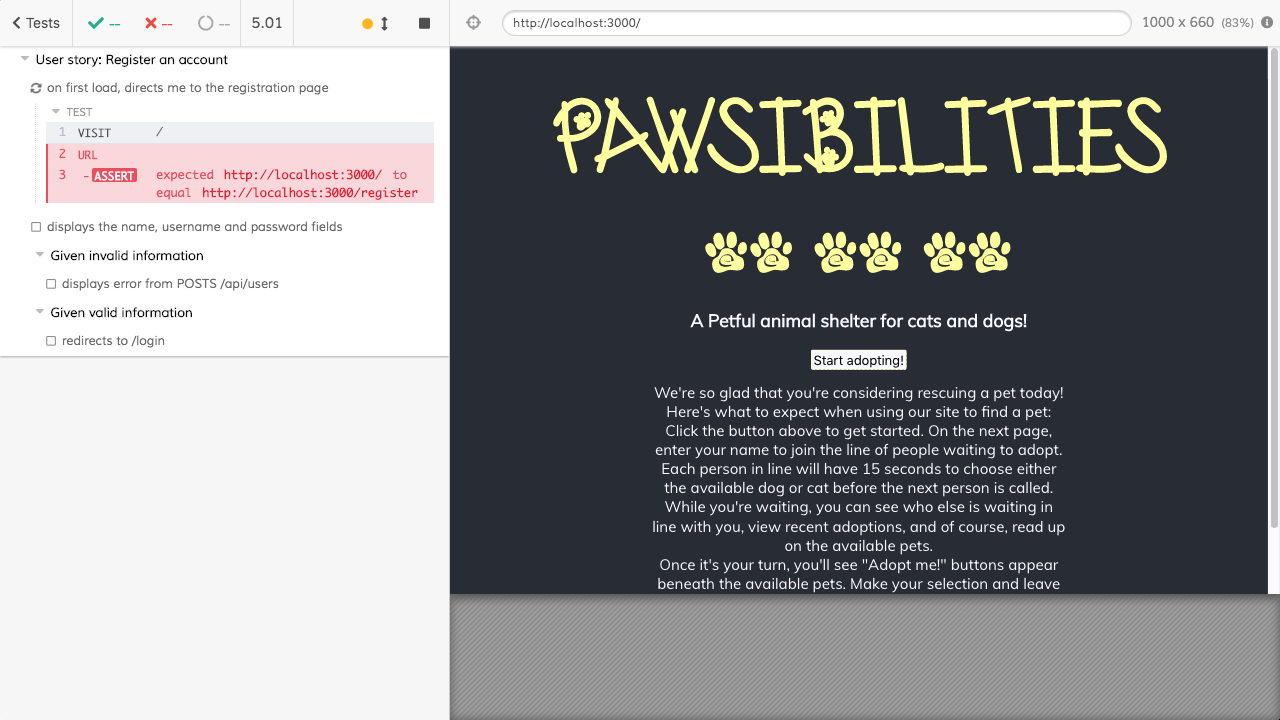 Tests
--
--
--
5.01
http://localhost:3000/
1000 x 660 (83%)
User story: Register an account
on first load, directs me to the registration page
TEST
1 VISIT /
2 URL
3 - ASSERT expected http://localhost:3000/ to
equal http://localhost:3000/register
displays the name, username and password fields
Given invalid information
displays error from POSTS /api/users
Given valid information
redirects to /login
PAWSIBILITIES
A Petful animal shelter for cats and dogs!
Start adopting!
We're so glad that you're considering rescuing a pet today!
Here's what to expect when using our site to find a pet:
Click the button above to get started. On the next page,
enter your name to join the line of people waiting to adopt.
Each person in line will have 15 seconds to choose either
the available dog or cat before the next person is called.
While you're waiting, you can see who else is waiting in
line with you, view recent adoptions, and of course, read up
on the available pets.
Once it's your turn, you'll see "Adopt me!" buttons appear
beneath the available pets. Make your selection and leave